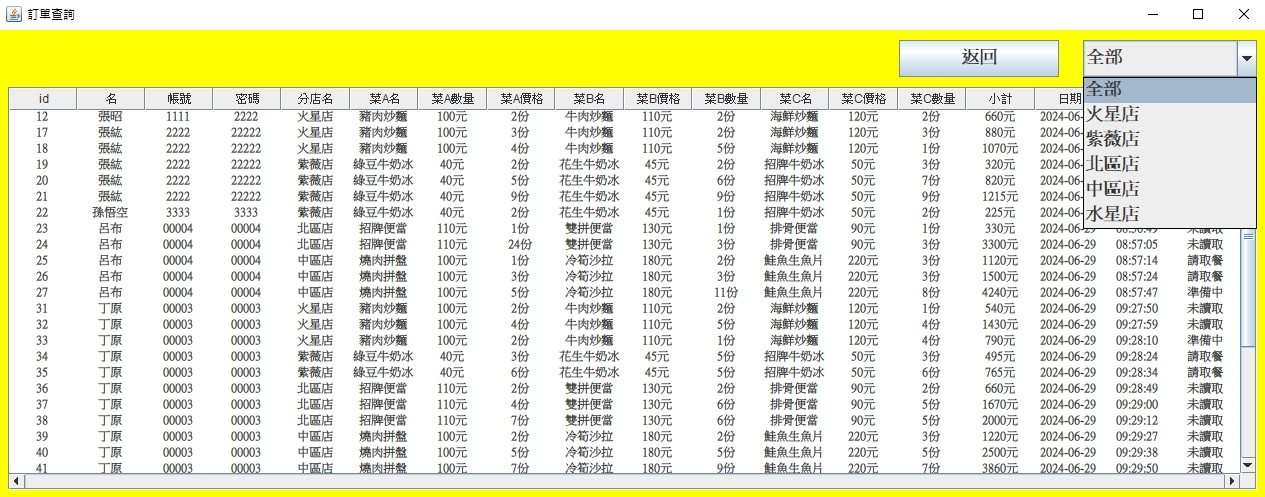 訂單查詢
返回 全部
全部
火星店
紫薇店
北區店
中區店
水星店
id 名 帳號 密碼 分店名 菜A名 菜A數量 菜A價格 菜B名 菜B價格 菜B數量 菜C名 菜C價格 菜C數量 小計 日期
12 張昭 1111 2222 火星店 豬肉炒麵 100元 2份 牛肉炒麵 110元 2份 海鮮炒麵 120元 2份 660元 2024-06-
17 張紘 2222 22222 火星店 豬肉炒麵 100元 3份 牛肉炒麵 110元 2份 海鮮炒麵 120元 3份 880元 2024-06-
18 張紘 2222 22222 火星店 豬肉炒麵 100元 4份 牛肉炒麵 110元 5份 海鮮炒麵 120元 1份 1070元 2024-06-
19 張紘 2222 22222 紫薇店 綠豆牛奶冰 40元 2份 花生牛奶冰 45元 2份 招牌牛奶冰 50元 3份 320元 2024-06-
20 張紘 2222 22222 紫薇店 綠豆牛奶冰 40元 5份 花生牛奶冰 45元 6份 招牌牛奶冰 50元 7份 820元 2024-06-
21 張紘 2222 22222 紫薇店 綠豆牛奶冰 40元 9份 花生牛奶冰 45元 9份 招牌牛奶冰 50元 9份 1215元 2024-06-
22 孫悟空 3333 3333 紫薇店 綠豆牛奶冰 40元 2份 花生牛奶冰 45元 1份 招牌牛奶冰 50元 2份 225元 2024-06-
23 呂布 00004 00004 北區店 招牌便當 110元 1份 雙拼便當 130元 1份 排骨便當 90元 1份 330元 2024-06-29 08:56:49 未讀取
24 呂布 00004 00004 北區店 招牌便當 110元 24份 雙拼便當 130元 3份 排骨便當 90元 3份 3300元 2024-06-29 08:57:05 未讀取
25 呂布 00004 00004 中區店 燒肉拼盤 100元 1份 冷筍沙拉 180元 2份 鮭魚生魚片 220元 3份 1120元 2024-06-29 08:57:14 請取餐
26 呂布 00004 00004 中區店 燒肉拼盤 100元 3份 冷筍沙拉 180元 3份 鮭魚生魚片 220元 3份 1500元 2024-06-29 08:57:24 請取餐
27 呂布 00004 00004 中區店 燒肉拼盤 100元 5份 冷筍沙拉 180元 11份 鮭魚生魚片 220元 8份 4240元 2024-06-29 08:57:47 準備中
31 丁原 00003 00003 火星店 豬肉炒麵 100元 2份 牛肉炒麵 110元 2份 海鮮炒麵 120元 1份 540元 2024-06-29 09:27:50 未讀取
32 丁原 00003 00003 火星店 豬肉炒麵 100元 4份 牛肉炒麵 110元 5份 海鮮炒麵 120元 4份 1430元 2024-06-29 09:27:59 未讀取
33 丁原 00003 00003 火星店 豬肉炒麵 100元 2份 牛肉炒麵 110元 1份 海鮮炒麵 120元 4份 790元 2024-06-29 09:28:10 準備中
34 丁原 00003 00003 紫薇店 綠豆牛奶冰 40元 3份 花生牛奶冰 45元 5份 招牌牛奶冰 50元 3份 495元 2024-06-29 09:28:24 請取餐
35 丁原 00003 00003 紫薇店 綠豆牛奶冰 40元 6份 花生牛奶冰 45元 5份 招牌牛奶冰 50元 6份 765元 2024-06-29 09:28:34 請取餐
36 丁原 00003 00003 北區店 招牌便當 110元 2份 雙拼便當 130元 2份 排骨便當 90元 2份 660元 2024-06-29 09:28:49 未讀取
37 丁原 00003 00003 北區店 招牌便當 110元 4份 雙拼便當 130元 6份 排骨便當 90元 5份 1670元 2024-06-29 09:29:00 未讀取
38 丁原 00003 00003 北區店 招牌便當 110元 7份 雙拼便當 130元 6份 排骨便當 90元 5份 2000元 2024-06-29 09:29:12 未讀取
39 丁原 00003 00003 中區店 燒肉拼盤 100元 2份 冷筍沙拉 180元 2份 鮭魚生魚片 220元 3份 1220元 2024-06-29 09:29:27 未讀取
40 丁原 00003 00003 中區店 燒肉拼盤 100元 5份 冷筍沙拉 180元 5份 鮭魚生魚片 220元 5份 2500元 2024-06-29 09:29:38 未讀取
41 丁原 00003 00003 中區店 燒肉拼盤 100元 7份 冷筍沙拉 180元 9份 鮭魚生魚片 220元 7份 3860元 2024-06-29 09:29:50 未讀取